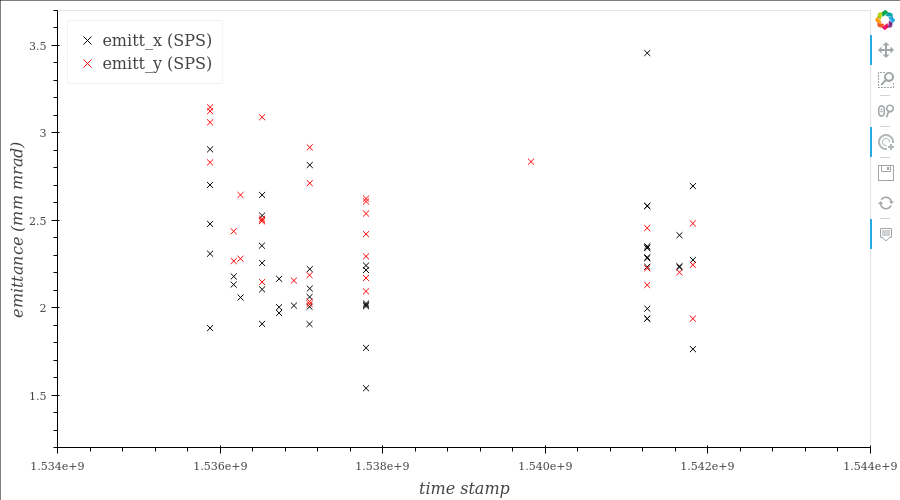 emitt_x (SPS)
emitt_y (SPS)
3.5
3
2.5
2
1.5
emittance (mm mrad)
1.534e+9
1.536e+9
1.538e+9
1.540e+9
1.542e+9
1.544e+9
time stamp